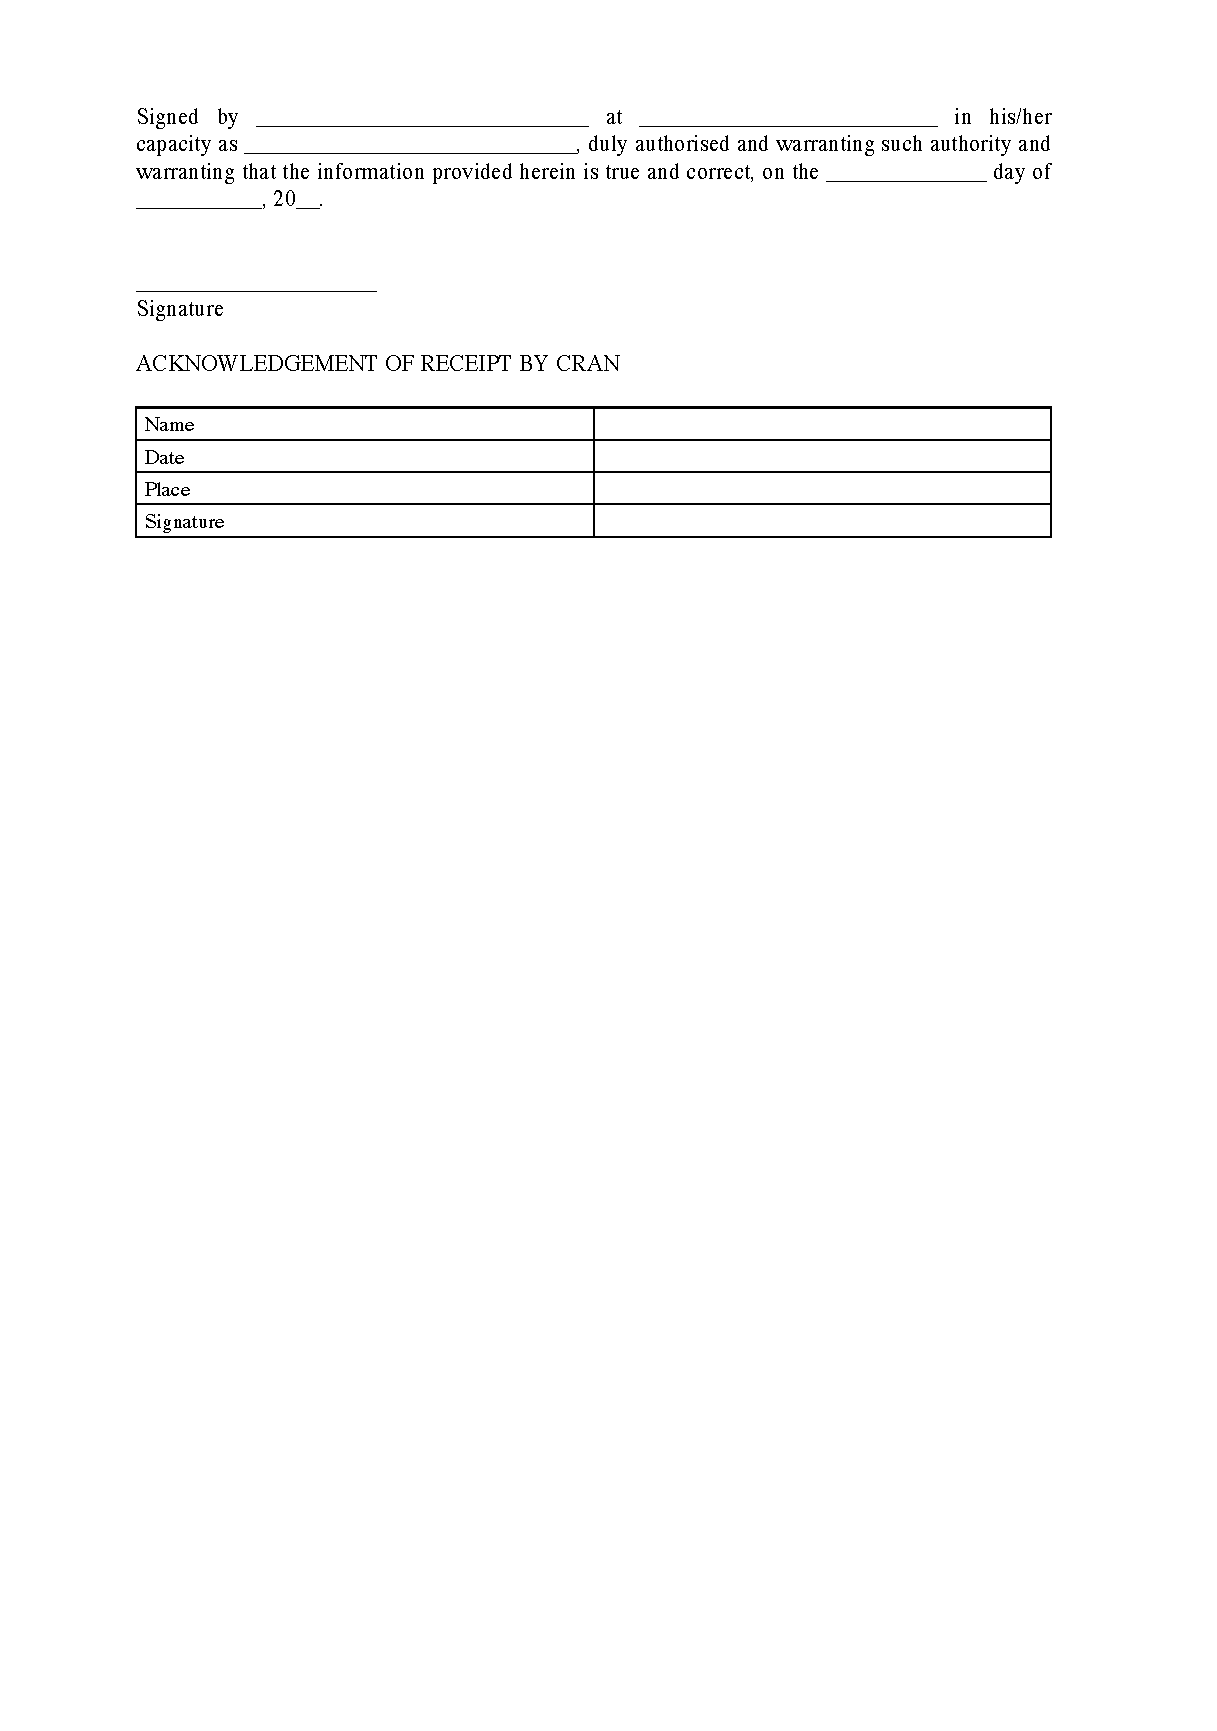 Signed by ______________________________ at ___________________________ in his/her
capacity as ______________________________, duly authorised and warranting such authority and
warranting that the information provided herein is true and correct, on the ______________ day of
___________, 20__.
_____________________
Signature
ACKNOWLEDGEMENT OF RECEIPT BY CRAN
Name
Date
Place
Signature